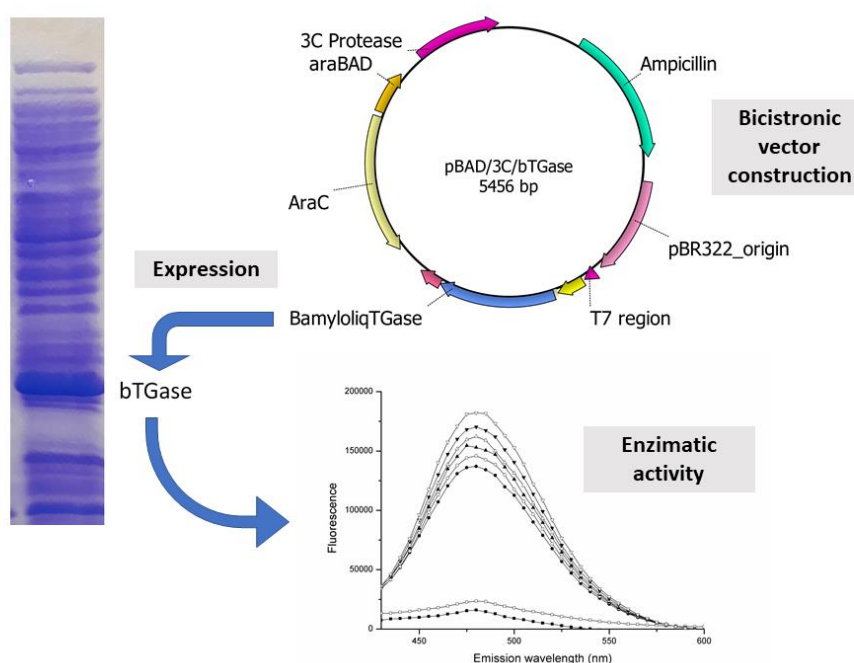 3C Protease
araBAD
Ampicillin
pBAD/3C/bTGase
5456 bp
Bicistronic
vector
construction
AraC
pBR322_origin
Expression
BamyloliqTGase
T7 region
bTGase
200000
150000
100000
50000
0
Fluorescence
450
500
550
600
Emission wavelength (nm)
Enzimatic
activity